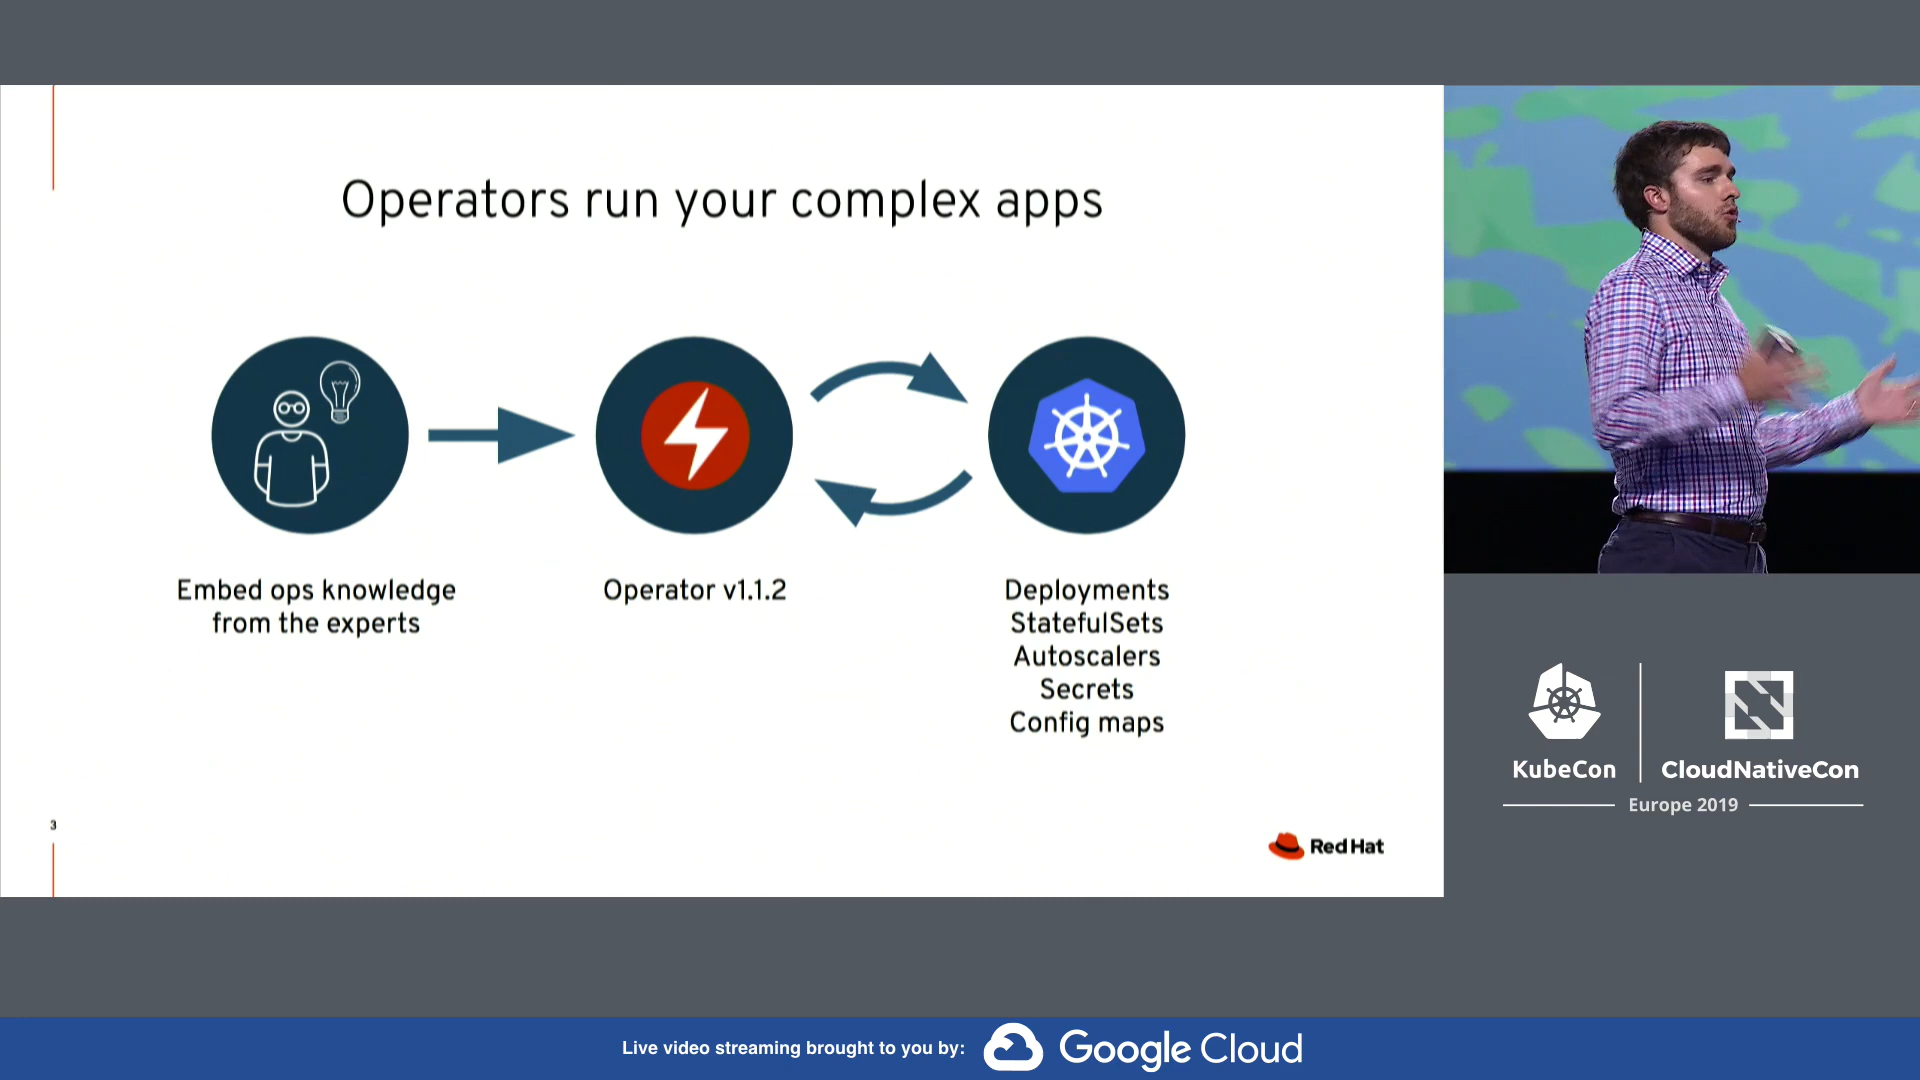 Operators run your complex apps
Embed ops knowledge
from the experts
Operator v1.1.2
Deployments
StatefulSets
Autoscalers
Secrets
Config maps
3
Red Hat
KubeCon
CloudNativeCon
Europe 2019
Live video streaming brought to you by:
Google Cloud